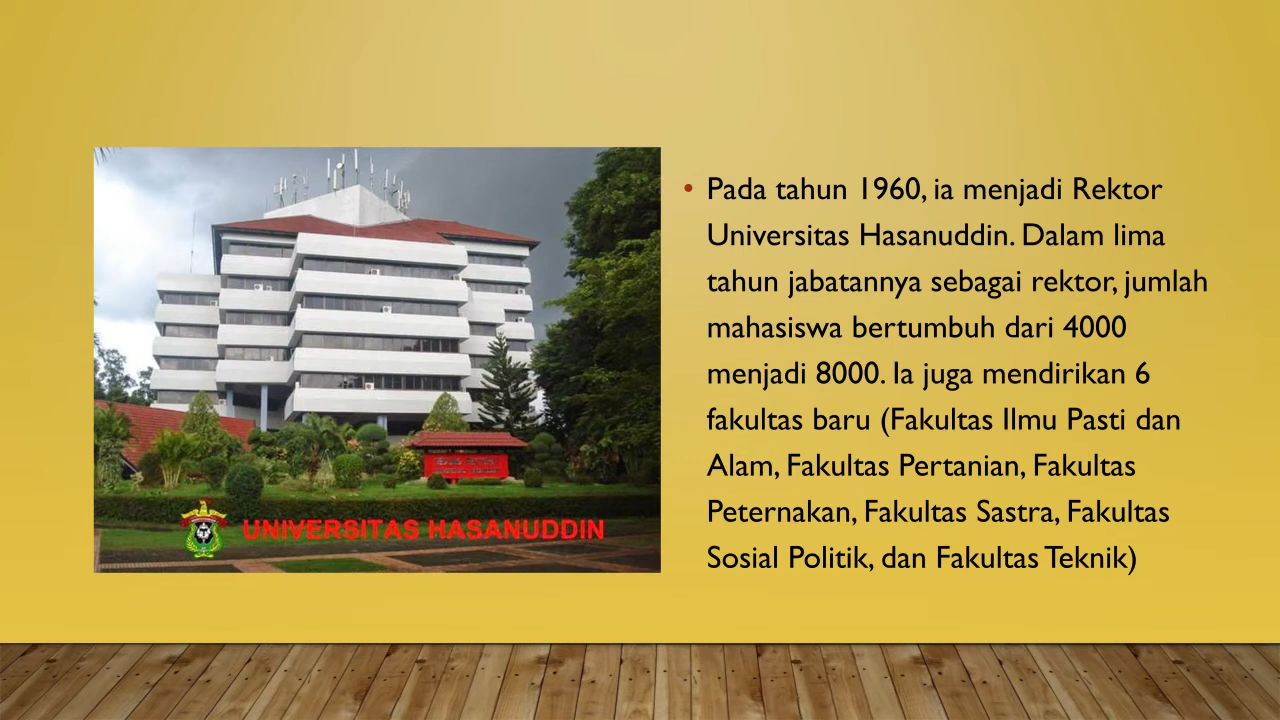 • Pada tahun 1960, ia menjadi Rektor
Universitas Hasanuddin. Dalam lima
tahun jabatannya sebagai rektor, jumlah
mahasiswa bertumbuh dari 4000
menjadi 8000. Ia juga mendirikan 6
fakultas baru (Fakultas Ilmu Pasti dan
Alam, Fakultas Pertanian, Fakultas
Peternakan, Fakultas Sastra, Fakultas
Sosial Politik, dan Fakultas Teknik)
UNIVERSITAS HASANUDDIN